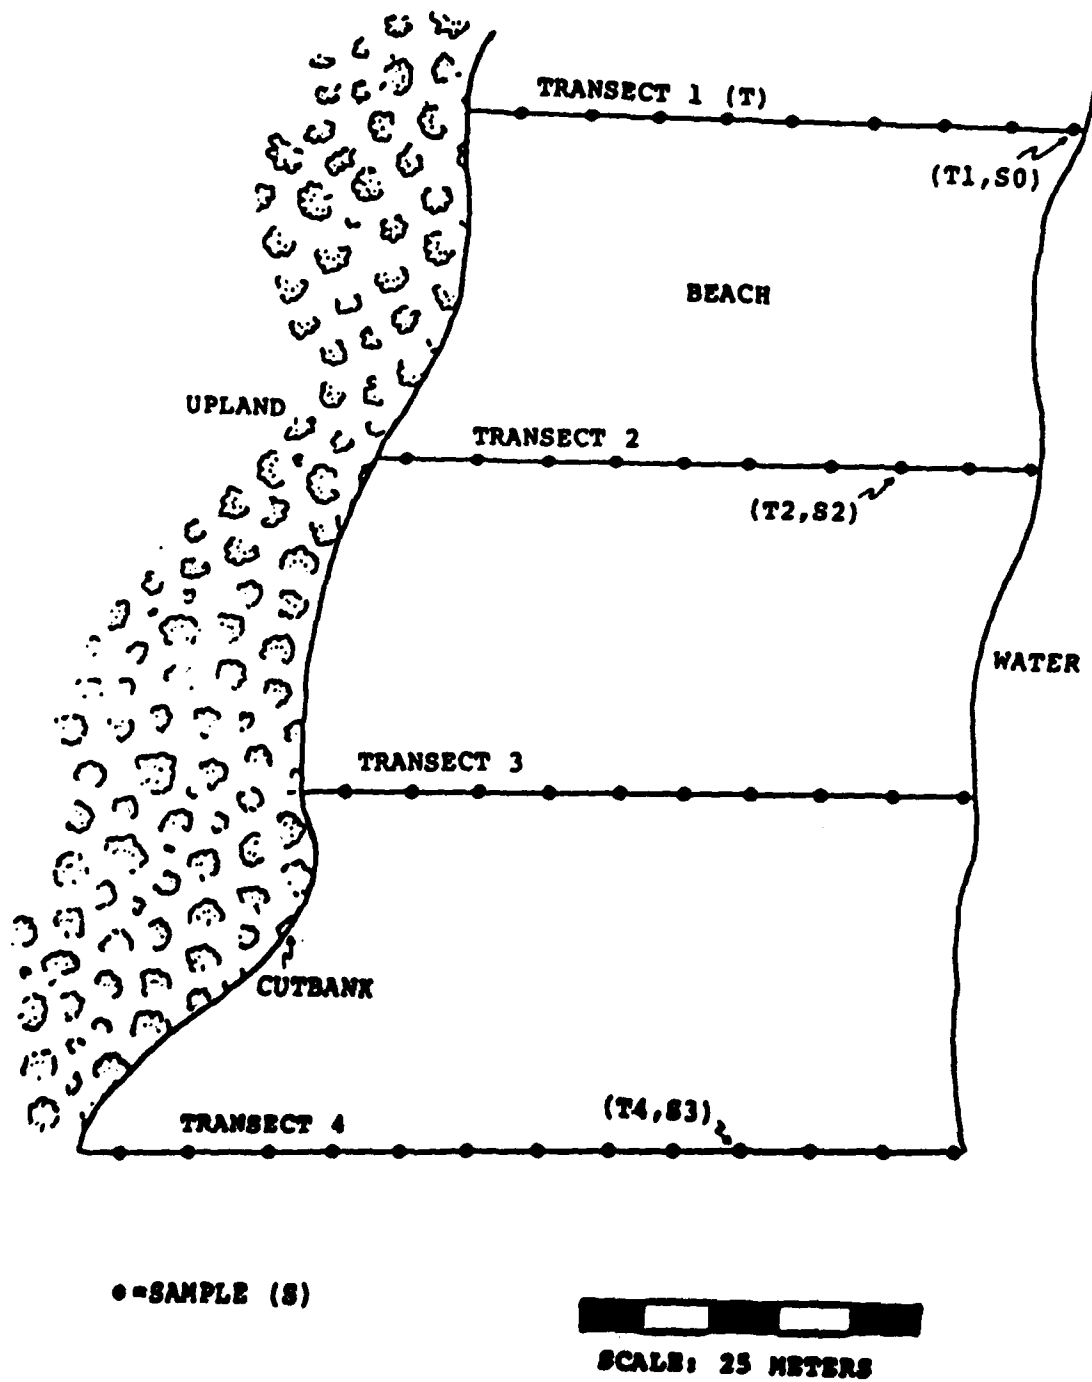 TRANSECT 1 (T)
(T1,S0)
BEACH
UPLAND
TRANSECT 2
(T2,S2)
WATER
TRANSECT 3
CUTBANK
(T4,S3)
TRANSECT 4
●=SAMPLE (S)
SCALE: 25 METERS